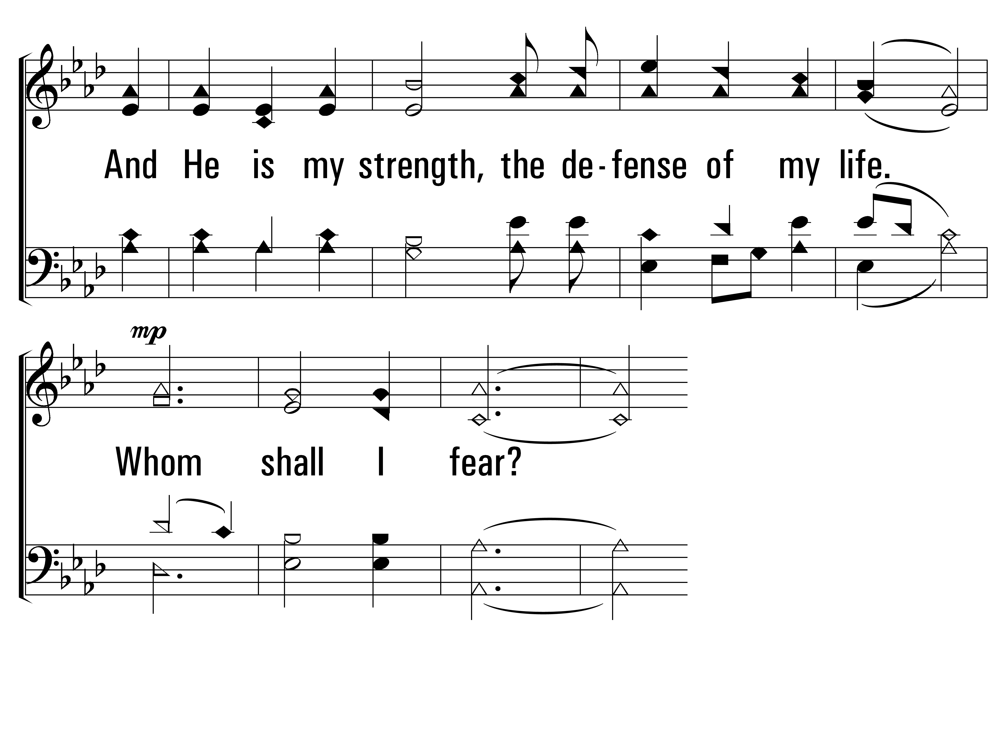 And He is my strength, the de-fense of my life.
mp
Whom shall I fear?